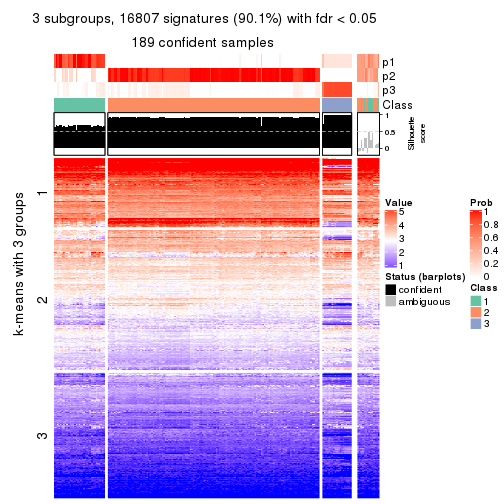 3 subgroups, 16807 signatures (90.1%) with fdr < 0.05
189 confident samples
p1
p2
p3
Class
1
0.5
0
Silhouette
score
k-means with 3 groups
1
2
3
Value
5
4
3
2
1
Status (barplots)
confident
ambiguous
Prob
1
0.8
0.6
0.4
0.2
0
Class
1
2
3